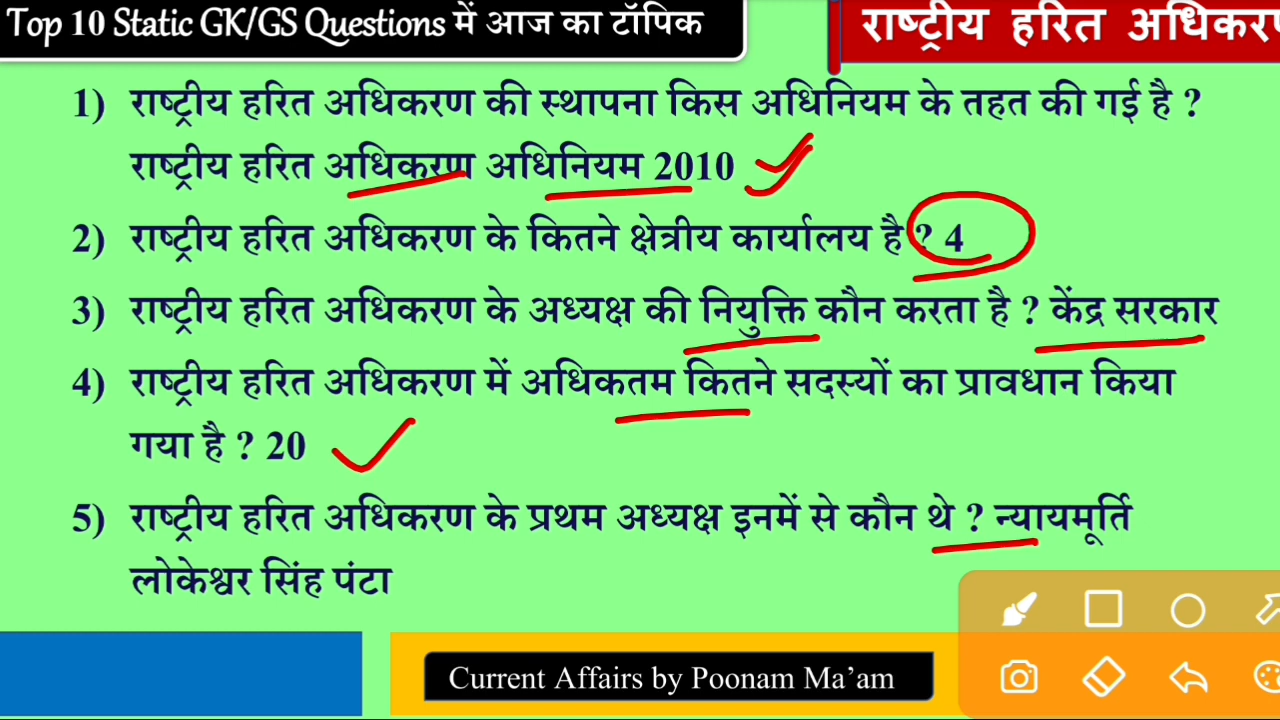 Top 10 Static GK/GS Questions में आज का टॉपिक
राष्ट्रीय हरित अधिकरण
1) राष्ट्रीय हरित अधिकरण की स्थापना किस अधिनियम के तहत की गई है ?
राष्ट्रीय हरित अधिकरण अधिनियम 2010
2) राष्ट्रीय हरित अधिकरण के कितने क्षेत्रीय कार्यालय है ? 4
3) राष्ट्रीय हरित अधिकरण के अध्यक्ष की नियुक्ति कौन करता है ? केंद्र सरकार
4) राष्ट्रीय हरित अधिकरण में अधिकतम कितने सदस्यों का प्रावधान किया
गया है ? 20
5) राष्ट्रीय हरित अधिकरण के प्रथम अध्यक्ष इनमें से कौन थे ? न्यायमूर्ति
लोकेश्वर सिंह पंटा
Current Affairs by Poonam Ma’am